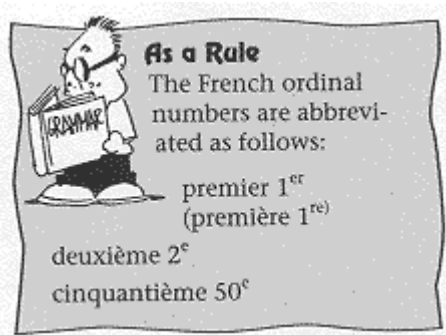 As a Rule
The French ordinal
numbers are abbrevi-
ated as follows:
GRAMMAR
premier 1er
(première 1re)
deuxième 2e
cinquantième 50e